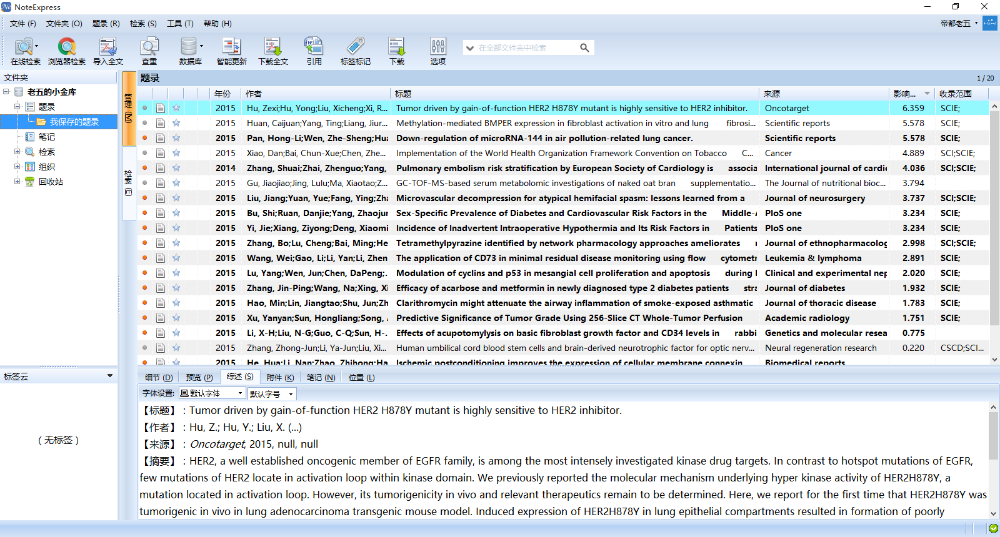 NoteExpress
文件 (F) 文件夹 (O) 题录 (R) 检索 (S) 工具 (T) 帮助 (H) 帝都老五
在线检索 浏览器检索 导入全文 查重 数据库 智能更新 下载全文 引用 标签标记 下载 选项 在全部文件夹中检索
文件夹
老五的小金库
题录
我保存的题录
笔记
检索
组织
回收站
标签云
（无标签）
管理 (M)
检索 (E)
题录 1 / 20
年份 作者 标题 来源 影响... 收录范围
2015 Hu, Zexi;Hu, Yong;Liu, Xicheng;Xi, R... Tumor driven by gain-of-function HER2 H878Y mutant is highly sensitive to HER2 inhibitor. Oncotarget 6.359 SCIE;
2015 Huan, Caijuan;Yang, Ting;Liang, Jiur... Methylation-mediated BMPER expression in fibroblast activation in vitro and lung fibrosi... Scientific reports 5.578 SCIE;
2015 Pan, Hong-Li;Wen, Zhe-Sheng;Hua Down-regulation of microRNA-144 in air pollution-related lung cancer. Scientific reports 5.578 SCIE;
2015 Xiao, Dan;Bai, Chun-Xue;Chen, Zhe... Implementation of the World Health Organization Framework Convention on Tobacco C... Cancer 4.889 SCI;SCIE;
2014 Zhang, Shuai;Zhai, Zhenguo;Yang, Pulmonary embolism risk stratification by European Society of Cardiology is associa International journal of cardic 4.036 SCI;SCIE;
2015 Gu, Jiaojiao;Jing, Lulu;Ma, Xiaotao;Z... GC-TOF-MS-based serum metabolomic investigations of naked oat bran supplementatio... The Journal of nutritional bioc... 3.794
2015 Liu, Jiang;Yuan, Yue;Fang, Ying;Zha Microvascular decompression for atypical hemifacial spasm: lessons learned from a Journal of neurosurgery 3.737 SCI;SCIE;
2015 Bu, Shi;Ruan, Danjie;Yang, Zhaojun Sex-Specific Prevalence of Diabetes and Cardiovascular Risk Factors in the Middle-A PloS one 3.234 SCIE;
2015 Yi, Jie;Xiang, Ziyong;Deng, Xiaomi Incidence of Inadvertent Intraoperative Hypothermia and Its Risk Factors in Patients PloS one 3.234 SCIE;
2015 Zhang, Bo;Lu, Cheng;Bai, Ming;He Tetramethylpyrazine identified by network pharmacology approaches ameliorates Journal of ethnopharmacolog 2.998 SCI;SCIE;
2015 Wang, Wei;Gao, Li;Li, Yan;Li, Zhen The application of CD73 in minimal residual disease monitoring using flow cytometr Leukemia & lymphoma 2.891 SCIE;
2015 Lu, Yang;Wen, Jun;Chen, DaPeng;. Modulation of cyclins and p53 in mesangial cell proliferation and apoptosis during Clinical and experimental nep 2.020 SCIE;
2015 Zhang, Jin-Ping;Wang, Na;Xing, Xi Efficacy of acarbose and metformin in newly diagnosed type 2 diabetes patients stra Journal of diabetes 1.932 SCIE;
2015 Hao, Min;Lin, Jiangtao;Shu, Jun;Zh Clarithromycin might attenuate the airway inflammation of smoke-exposed asthmatic Journal of thoracic disease 1.783 SCIE;
2015 Xu, Yanyan;Sun, Hongliang;Song, Predictive Significance of Tumor Grade Using 256-Slice CT Whole-Tumor Perfusion Academic radiology 1.751 SCIE;
2015 Li, X-H;Liu, N-G;Guo, C-Q;Sun, H-. Effects of acupotomylysis on basic fibroblast growth factor and CD34 levels in rabbi Genetics and molecular resea 0.775
2015 Zhang, Zhong-Jun;Li, Ya-Jun;Liu, Xi... Human umbilical cord blood stem cells and brain-derived neurotrophic factor for optic nerv... Neural regeneration research 0.220 CSCD;SCI...
2015 He, Hua;Li, Nan;Zhao, Zhihong;Ha Ischemic postconditioning improves the expression of cellular membrane connexin Biomedical reports
细节 (D) 预览 (P) 综述 (S) 附件 (K) 笔记 (N) 位置 (L)
字体设置: 默认字体 默认字号
【标题】：Tumor driven by gain-of-function HER2 H878Y mutant is highly sensitive to HER2 inhibitor.
【作者】：Hu, Z.; Hu, Y.; Liu, X. (...)
【来源】：Oncotarget, 2015, null, null
【摘要】：HER2, a well established oncogenic member of EGFR family, is among the most intensely investigated kinase drug targets. In contrast to hotspot mutations of EGFR,
few mutations of HER2 locate in activation loop within kinase domain. We previously reported the molecular mechanism underlying hyper kinase activity of HER2H878Y, a
mutation located in activation loop. However, its tumorigenicity in vivo and relevant therapeutics remain to be determined. Here, we report for the first time that HER2H878Y was
tumorigenic in vivo in lung adenocarcinoma transgenic mouse model. Induced expression of HER2H878Y in lung epithelial compartments resulted in formation of poorly